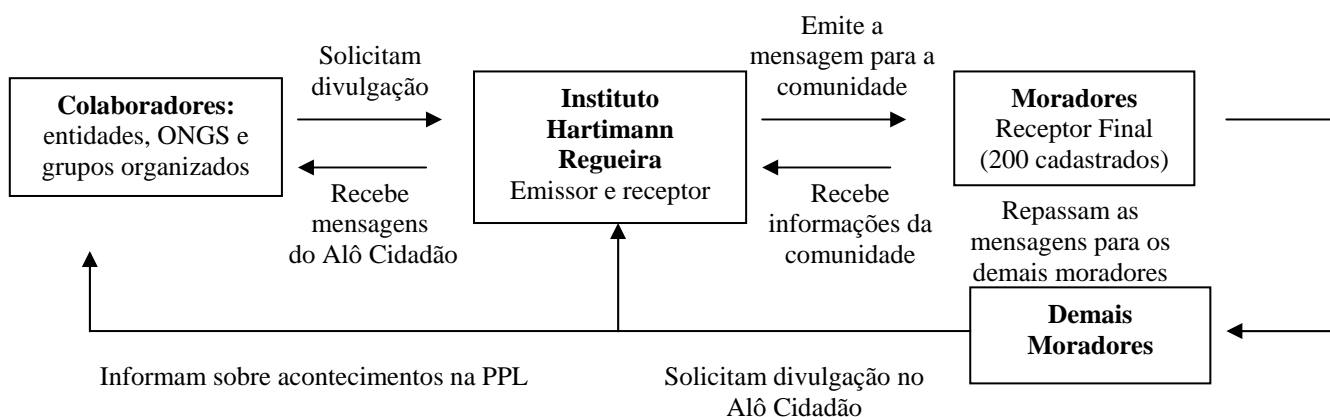 Solicitam
divulgação
Emite a
mensagem para a
comunidade
Colaboradores:
entidades, ONGS e
grupos organizados
Instituto
Hartimann
Regueira
Emissor e receptor
Moradores
Receptor Final
(200 cadastrados)
Recebe
mensagens
do Alô Cidadão
Recebe
informações da
comunidade
Repassam as
mensagens para os
demais moradores
Demais
Moradores
Informam sobre acontecimentos na PPL
Solicitam divulgação no
Alô Cidadão